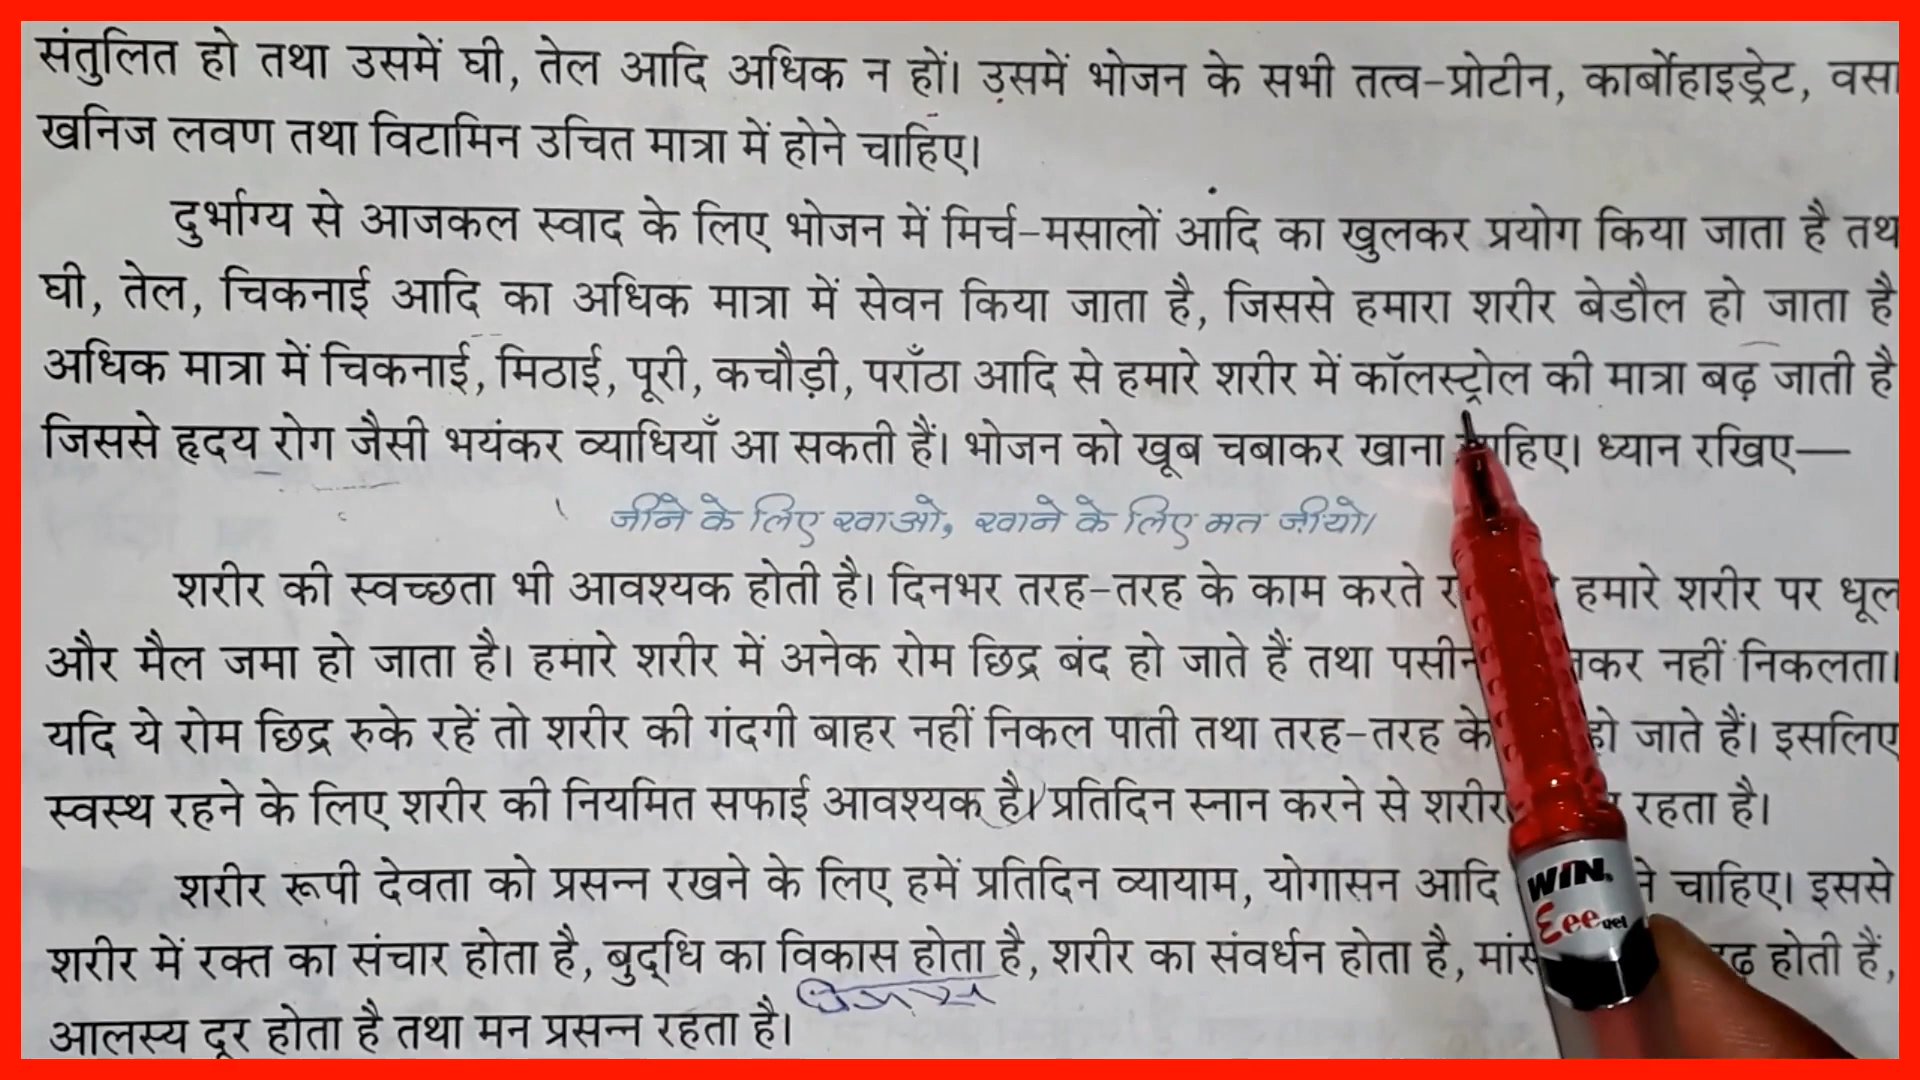 संतुलित हो तथा उसमें घी, तेल आदि अधिक न हों। उसमें भोजन के सभी तत्व-प्रोटीन, कार्बोहाइड्रेट, वसा
खनिज लवण तथा विटामिन उचित मात्रा में होने चाहिए।
दुर्भाग्य से आजकल स्वाद के लिए भोजन में मिर्च-मसालों आदि का खुलकर प्रयोग किया जाता है तथ
घी, तेल, चिकनाई आदि का अधिक मात्रा में सेवन किया जाता है, जिससे हमारा शरीर बेडौल हो जाता है
अधिक मात्रा में चिकनाई, मिठाई, पूरी, कचौड़ी, पराँठा आदि से हमारे शरीर में कॉलस्ट्रोल की मात्रा बढ़ जाती है
जिससे हृदय रोग जैसी भयंकर व्याधियाँ आ सकती हैं। भोजन को खूब चबाकर खाना ाहिए। ध्यान रखिए—
जीने के लिए खाओ, खाने के लिए मत जीयो।
शरीर की स्वच्छता भी आवश्यक होती है। दिनभर तरह-तरह के काम करते हमारे शरीर पर धूल
और मैल जमा हो जाता है। हमारे शरीर में अनेक रोम छिद्र बंद हो जाते हैं तथा पसीन कर नहीं निकलता।
यदि ये रोम छिद्र रुके रहें तो शरीर की गंदगी बाहर नहीं निकल पाती तथा तरह-तरह के हो जाते हैं। इसलिए
स्वस्थ रहने के लिए शरीर की नियमित सफाई आवश्यक है। प्रतिदिन स्नान करने से शरीर रहता है।
शरीर रूपी देवता को प्रसन्न रखने के लिए हमें प्रतिदिन व्यायाम, योगासन आदि चाहिए। इससे
शरीर में रक्त का संचार होता है, बुद्धि का विकास होता है, शरीर का संवर्धन होता है, मांस होती हैं,
आलस्य दूर होता है तथा मन प्रसन्न रहता है।
WIN.
Eeegel